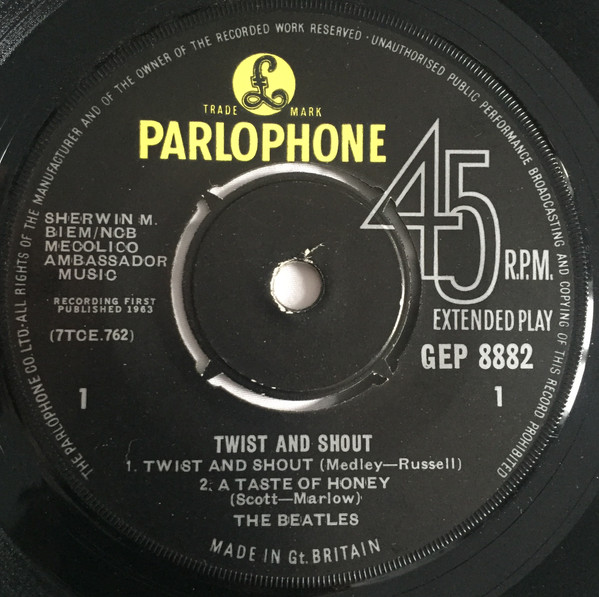 THE PARLOPHONE CO. LTD. · ALL RIGHTS OF THE MANUFACTURER AND OF THE OWNER OF THE RECORDED WORK RESERVED · UNAUTHORISED PUBLIC PERFORMANCE BROADCASTING AND COPYING OF THIS RECORD PROHIBITED
£
TRADE MARK
PARLOPHONE
45
R.P.M.
EXTENDED PLAY
GEP 8882
SHERWIN M.
BIEM/NCB
MECOLICO
AMBASSADOR
MUSIC
RECORDING FIRST
PUBLISHED 1963
(7TCE.762)
1
1
TWIST AND SHOUT
1. TWIST AND SHOUT (Medley—Russell)
2. A TASTE OF HONEY
(Scott—Marlow)
THE BEATLES
MADE IN Gt. BRITAIN